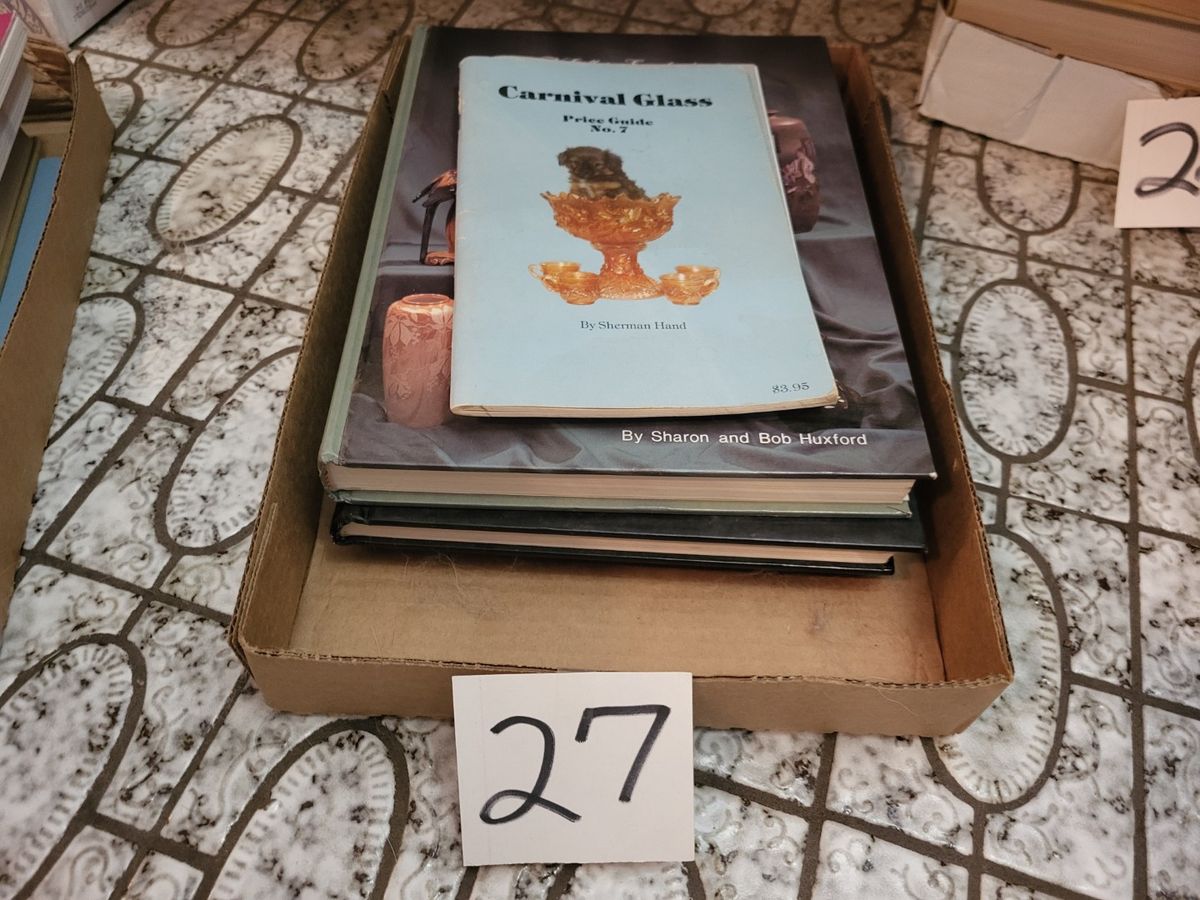 Carnival Glass
Price Guide
No. 7
By Sherman Hand
$3.95
By Sharon and Bob Huxford
27
2